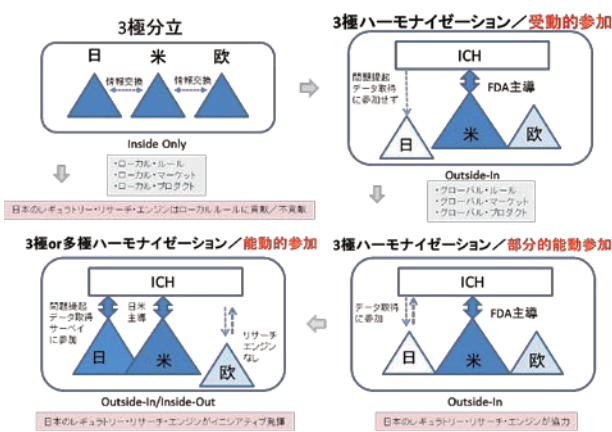 3極分立
日 米 欧
情報交換 情報交換
Inside Only
・ローカル・ルール
・ローカル・マーケット
・ローカル・プロダクト
日本のレギュラトリー・リサーチ・エンジンはローカルルールに貢献/不貢献
3極ハーモナイゼーション/受動的参加
ICH
問題提起
データ取得
に参加せず
FDA主導
日 米 欧
Outside-In
・グローバル・ルール
・グローバル・マーケット
・グローバル・プロダクト
3極or多極ハーモナイゼーション/能動的参加
ICH
問題提起
データ取得
サーベイ
に参加
日米
主導
リサーチ
エンジン
なし
日 米 欧
Outside-In/Inside-Out
日本のレギュラトリー・リサーチ・エンジンがイニシアティブ発揮
3極ハーモナイゼーション/部分的能動参加
ICH
データ取得
に参加
FDA主導
日 米 欧
Outside-In
日本のレギュラトリー・リサーチ・エンジンが協力